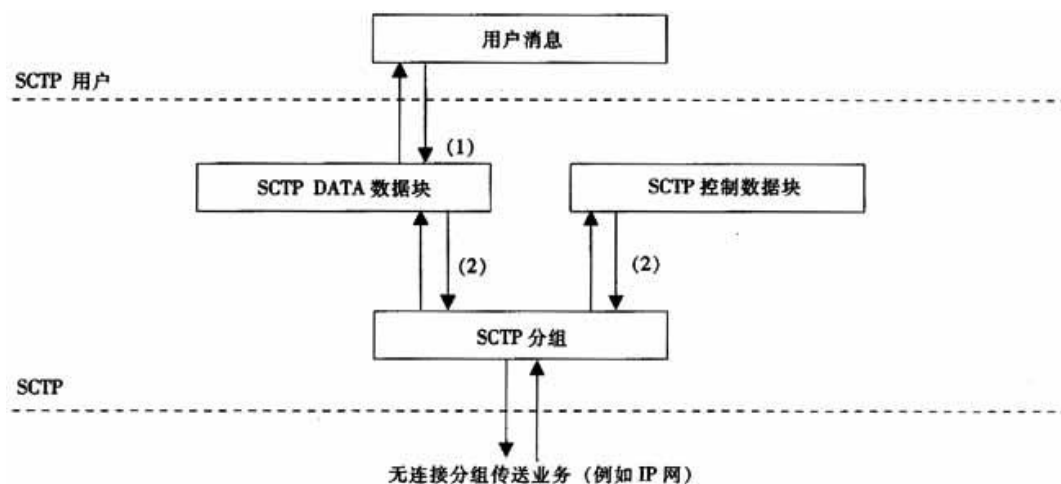 用户消息
SCTP 用户
(1)
SCTP DATA 数据块
SCTP 控制数据块
(2)
(2)
SCTP 分组
SCTP
无连接分组传送业务 (例如 IP 网)